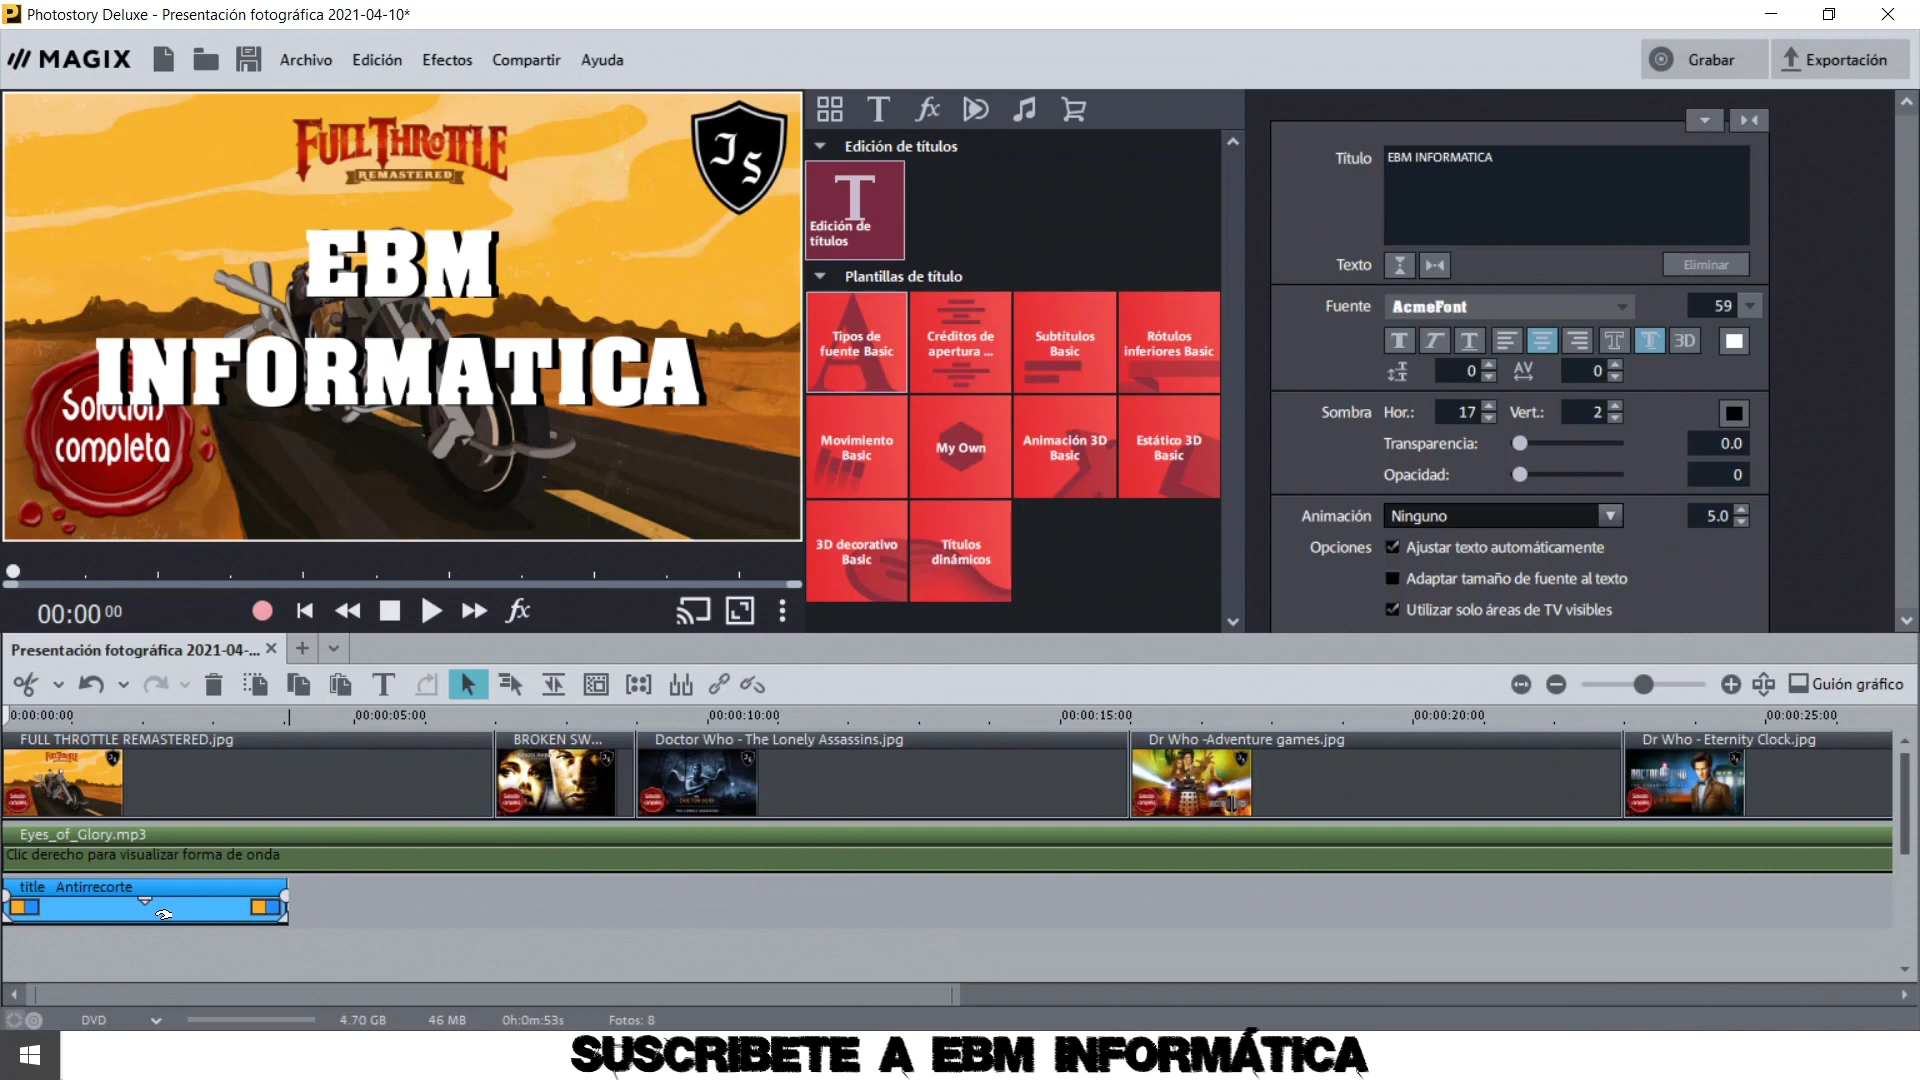 Photostory Deluxe - Presentación fotográfica 2021-04-10*
MAGIX Archivo Edición Efectos Compartir Ayuda
Grabar
Exportación
FULL THROTTLE
REMASTERED
JS
EBM
INFORMATICA
Solución
completa
00:00 00
fx
T fx
Edición de títulos
T
Edición de
títulos
Plantillas de título
Tipos de
fuente Basic
Créditos de
apertura ...
Subtítulos
Basic
Rótulos
inferiores Basic
Movimiento
Basic
My Own
Animación 3D
Basic
Estático 3D
Basic
3D decorativo
Basic
Títulos
dinámicos
Título EBM INFORMATICA
Texto Eliminar
Fuente AcmeFont 59
T T T T T 3D
0 AV 0
Sombra Hor.: 17 Vert.: 2
Transparencia: 0.0
Opacidad: 0
Animación Ninguno 5.0
Opciones Ajustar texto automáticamente
Adaptar tamaño de fuente al texto
Utilizar solo áreas de TV visibles
Presentación fotográfica 2021-04-...
T
Guión gráfico
0:00:00:00 00:00:05:00 00:00:10:00 00:00:15:00 00:00:20:00 00:00:25:00
FULL THROTTLE REMASTERED.jpg BROKEN SW... Doctor Who - The Lonely Assassins.jpg Dr Who -Adventure games.jpg Dr Who - Eternity Clock.jpg
Eyes_of_Glory.mp3
Clic derecho para visualizar forma de onda
title Antirrecorte
DVD 4.70 GB 46 MB 0h:0m:53s Fotos: 8
SUSCRIBETE A EBM INFORMÁTICA